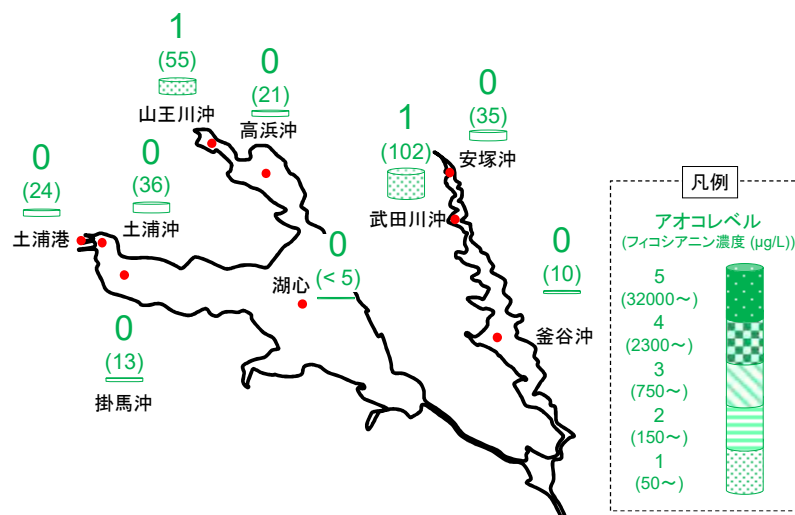 1
(55)
山王川沖
0
(21)
高浜沖
0
(35)
安塚沖
1
(102)
武田川沖
0
(24)
土浦港
0
(36)
土浦沖
0
(< 5)
湖心
0
(10)
釜谷沖
0
(13)
掛馬沖
凡例
アオコレベル
(フィコシアニン濃度 (μg/L))
5
(32000～)
4
(2300～)
3
(750～)
2
(150～)
1
(50～)